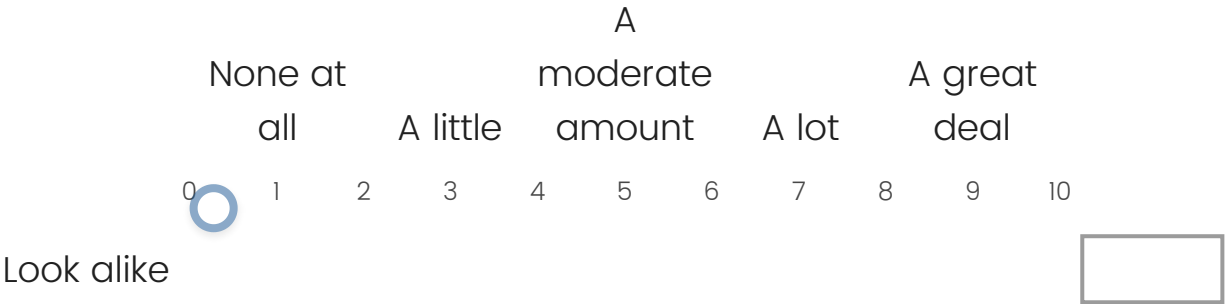 None at all
A little
A moderate amount
A lot
A great deal
0 1 2 3 4 5 6 7 8 9 10
Look alike